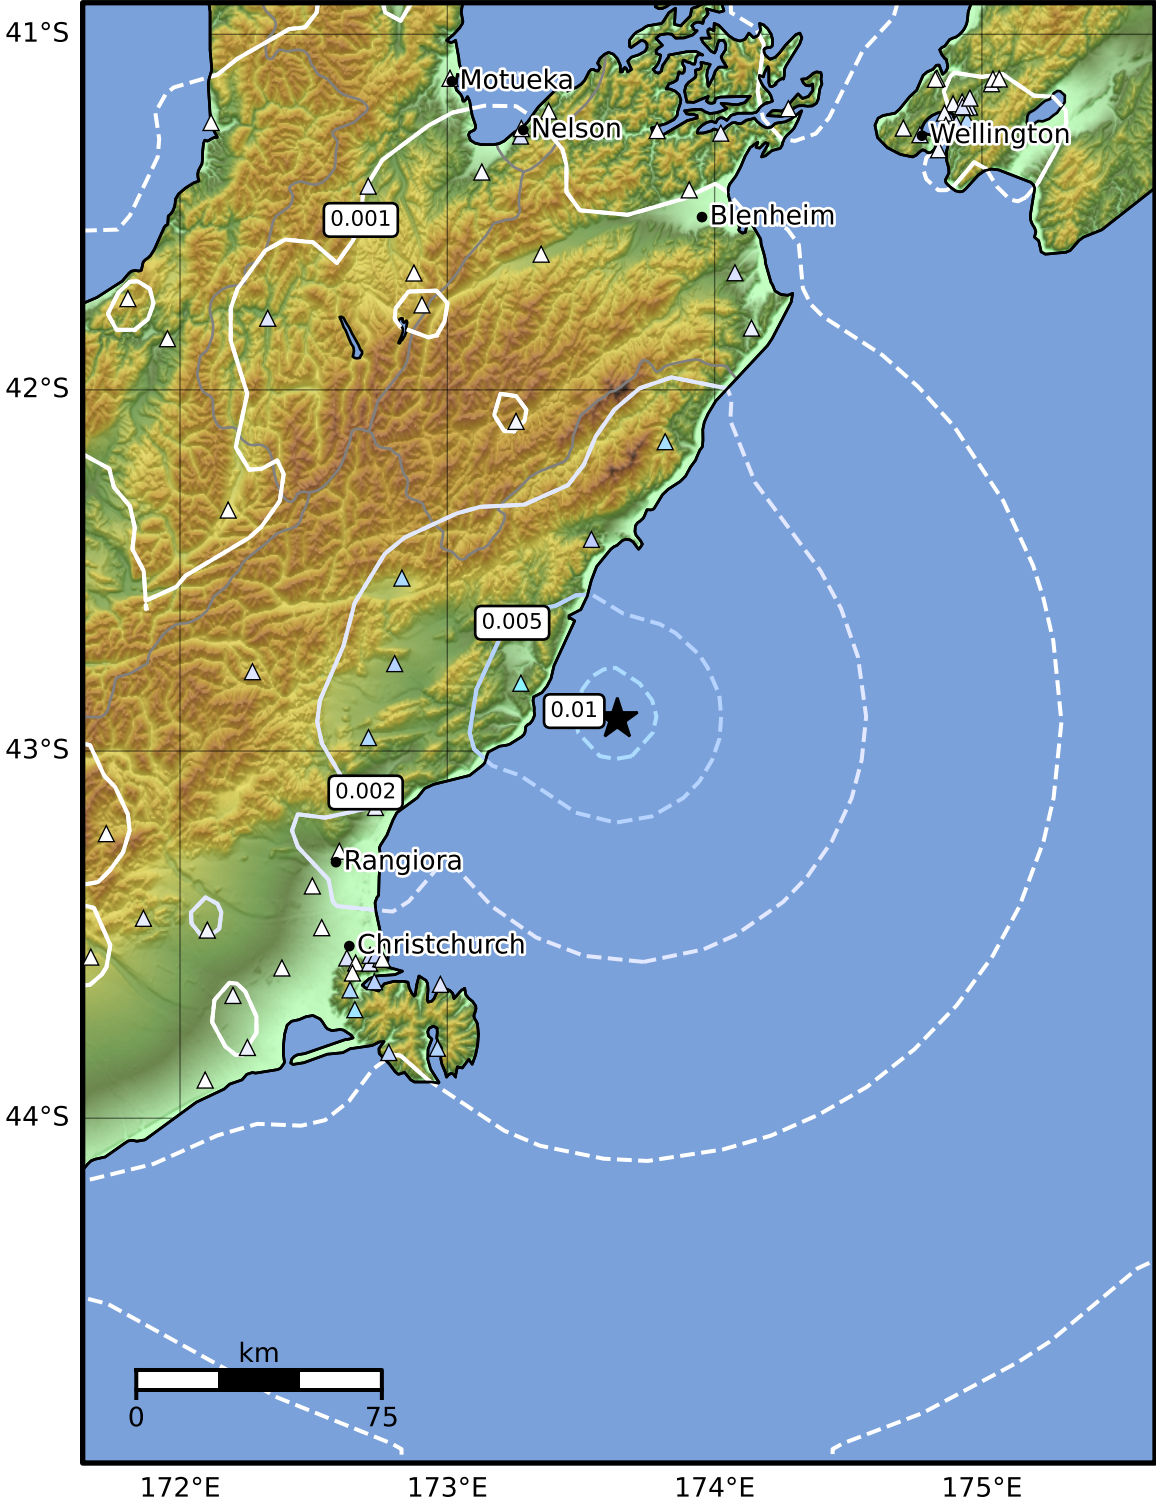 41°S
Motueka
Nelson
Wellington
0.001
Blenheim
42°S
0.005
0.01
43°S
0.002
Rangiora
Christchurch
44°S
km
0 75
172°E 173°E 174°E 175°E